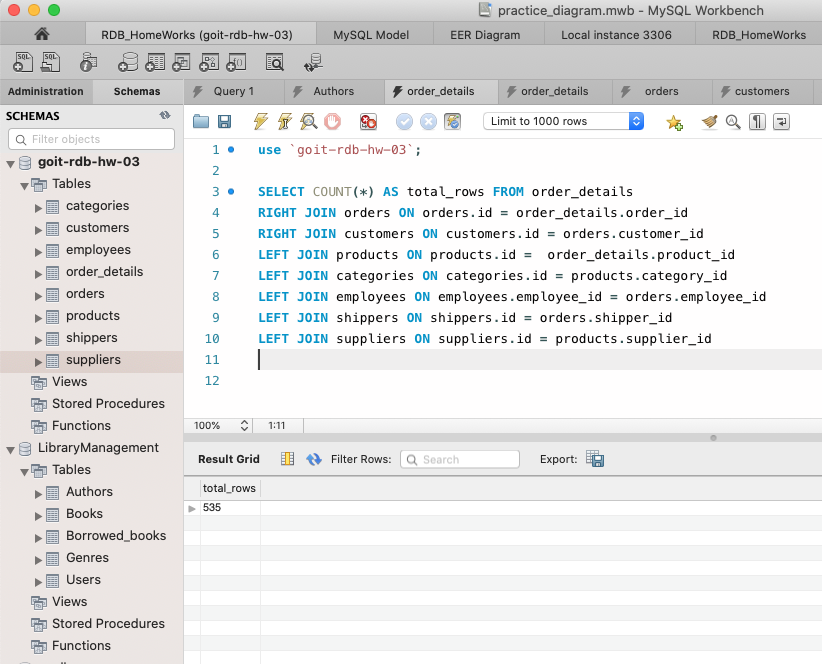 practice_diagram.mwb - MySQL Workbench
RDB_HomeWorks (goit-rdb-hw-03) MySQL Model EER Diagram Local instance 3306 RDB_HomeWorks
SQL SQL
Administration Schemas Query 1 Authors order_details order_details orders customers
SCHEMAS
Filter objects
goit-rdb-hw-03
Tables
categories
customers
employees
order_details
orders
products
shippers
suppliers
Views
Stored Procedures
Functions
LibraryManagement
Tables
Authors
Books
Borrowed_books
Genres
Users
Views
Stored Procedures
Functions
Limit to 1000 rows
1 use `goit-rdb-hw-03`;
2
3 SELECT COUNT(*) AS total_rows FROM order_details
4 RIGHT JOIN orders ON orders.id = order_details.order_id
5 RIGHT JOIN customers ON customers.id = orders.customer_id
6 LEFT JOIN products ON products.id =  order_details.product_id
7 LEFT JOIN categories ON categories.id = products.category_id
8 LEFT JOIN employees ON employees.employee_id = orders.employee_id
9 LEFT JOIN shippers ON shippers.id = orders.shipper_id
10 LEFT JOIN suppliers ON suppliers.id = products.supplier_id
11
12
100% 1:11
Result Grid Filter Rows: Search Export:
total_rows
535